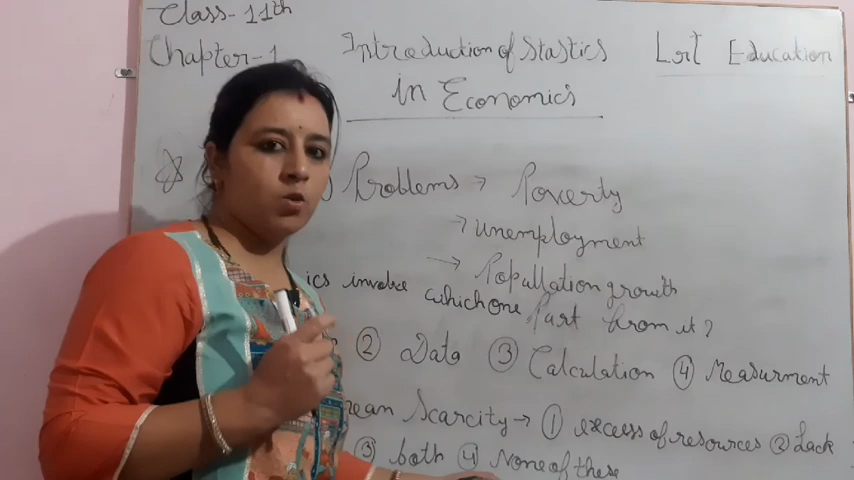 Class-11th
Chapter-1 Introduction of Stastics Lrt Education
in Economics
Problems → Poverty
→ unemployment
→ Popullation growth
ics involve which one Part from it?
② Data ③ Calculation ④ Measurment
mean Scarcity → ① excess of resources ② Lack
③ both ④ None of these